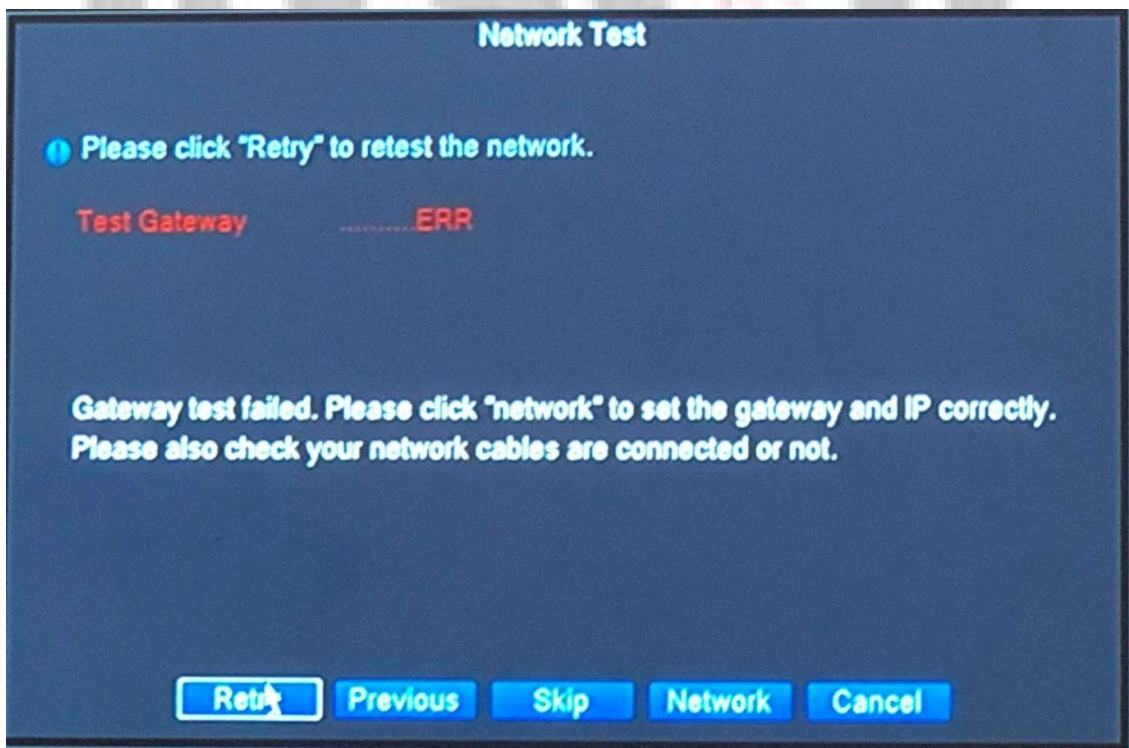 Network Test
Please click "Retry" to retest the network.
Test Gateway ..........ERR
Gateway test failed. Please click "network" to set the gateway and IP correctly.
Please also check your network cables are connected or not.
Retry Previous Skip Network Cancel